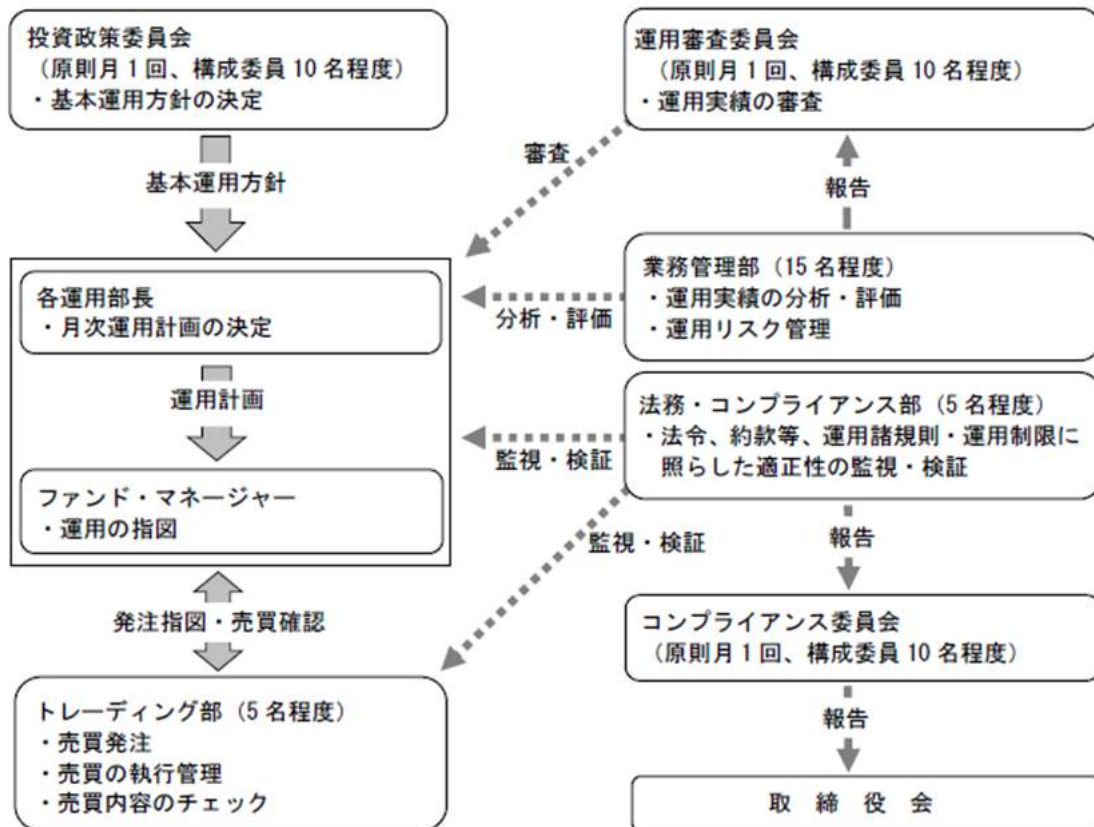 投資政策委員会
（原則月1回、構成委員10名程度）
・基本運用方針の決定
基本運用方針
各運用部長
・月次運用計画の決定
運用計画
ファンド・マネージャー
・運用の指図
発注指図・売買確認
トレーディング部（5名程度）
・売買発注
・売買の執行管理
・売買内容のチェック
運用審査委員会
（原則月1回、構成委員10名程度）
・運用実績の審査
審査
報告
業務管理部（15名程度）
・運用実績の分析・評価
・運用リスク管理
分析・評価
法務・コンプライアンス部（5名程度）
・法令、約款等、運用諸規則・運用制限に
照らした適正性の監視・検証
監視・検証
監視・検証
報告
コンプライアンス委員会
（原則月1回、構成委員10名程度）
報告
取締役会